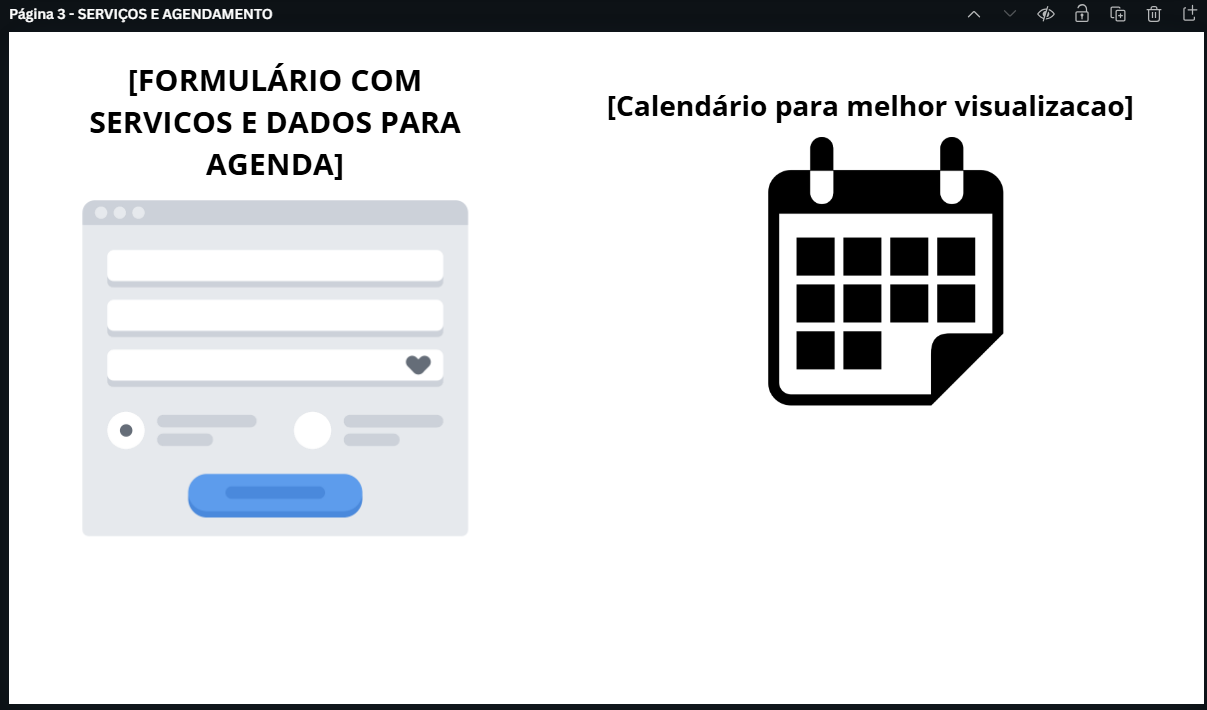 Página 3 - SERVIÇOS E AGENDAMENTO
[FORMULÁRIO COM
SERVICOS E DADOS PARA
AGENDA]
[Calendário para melhor visualizacao]